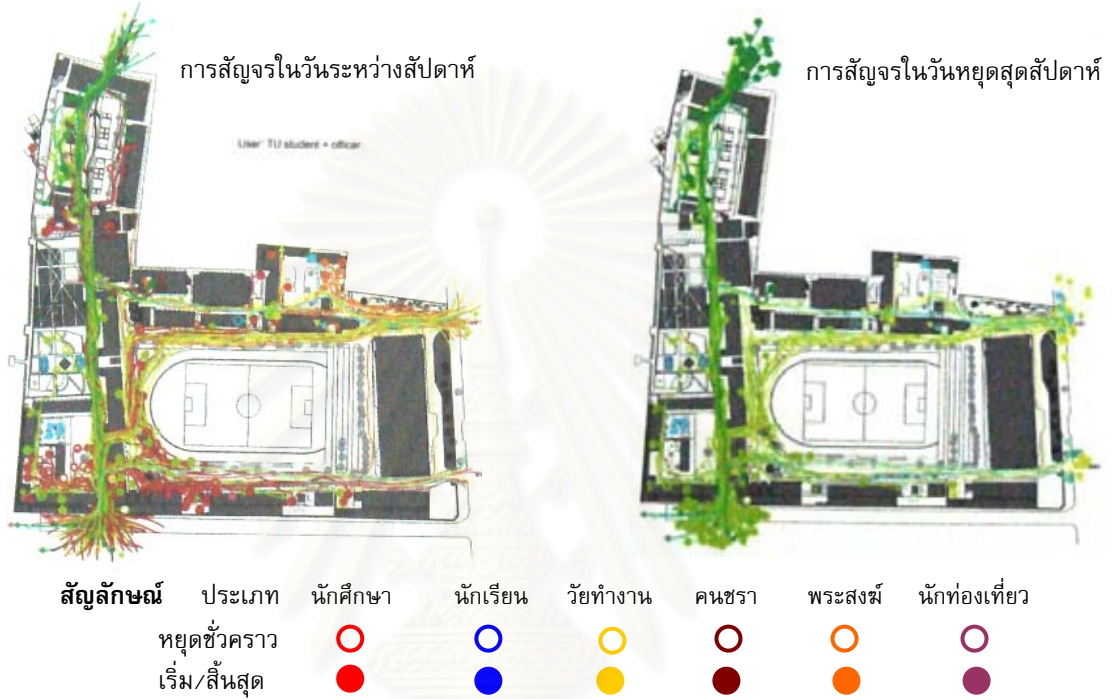 การสัญจรในวันระหว่างสัปดาห์
การสัญจรในวันหยุดสุดสัปดาห์
User: TU student + officer
สัญลักษณ์ ประเภท นักศึกษา นักเรียน วัยทำงาน คนชรา พระสงฆ์ นักท่องเที่ยว
หยุดชั่วคราว
เริ่ม/สิ้นสุด